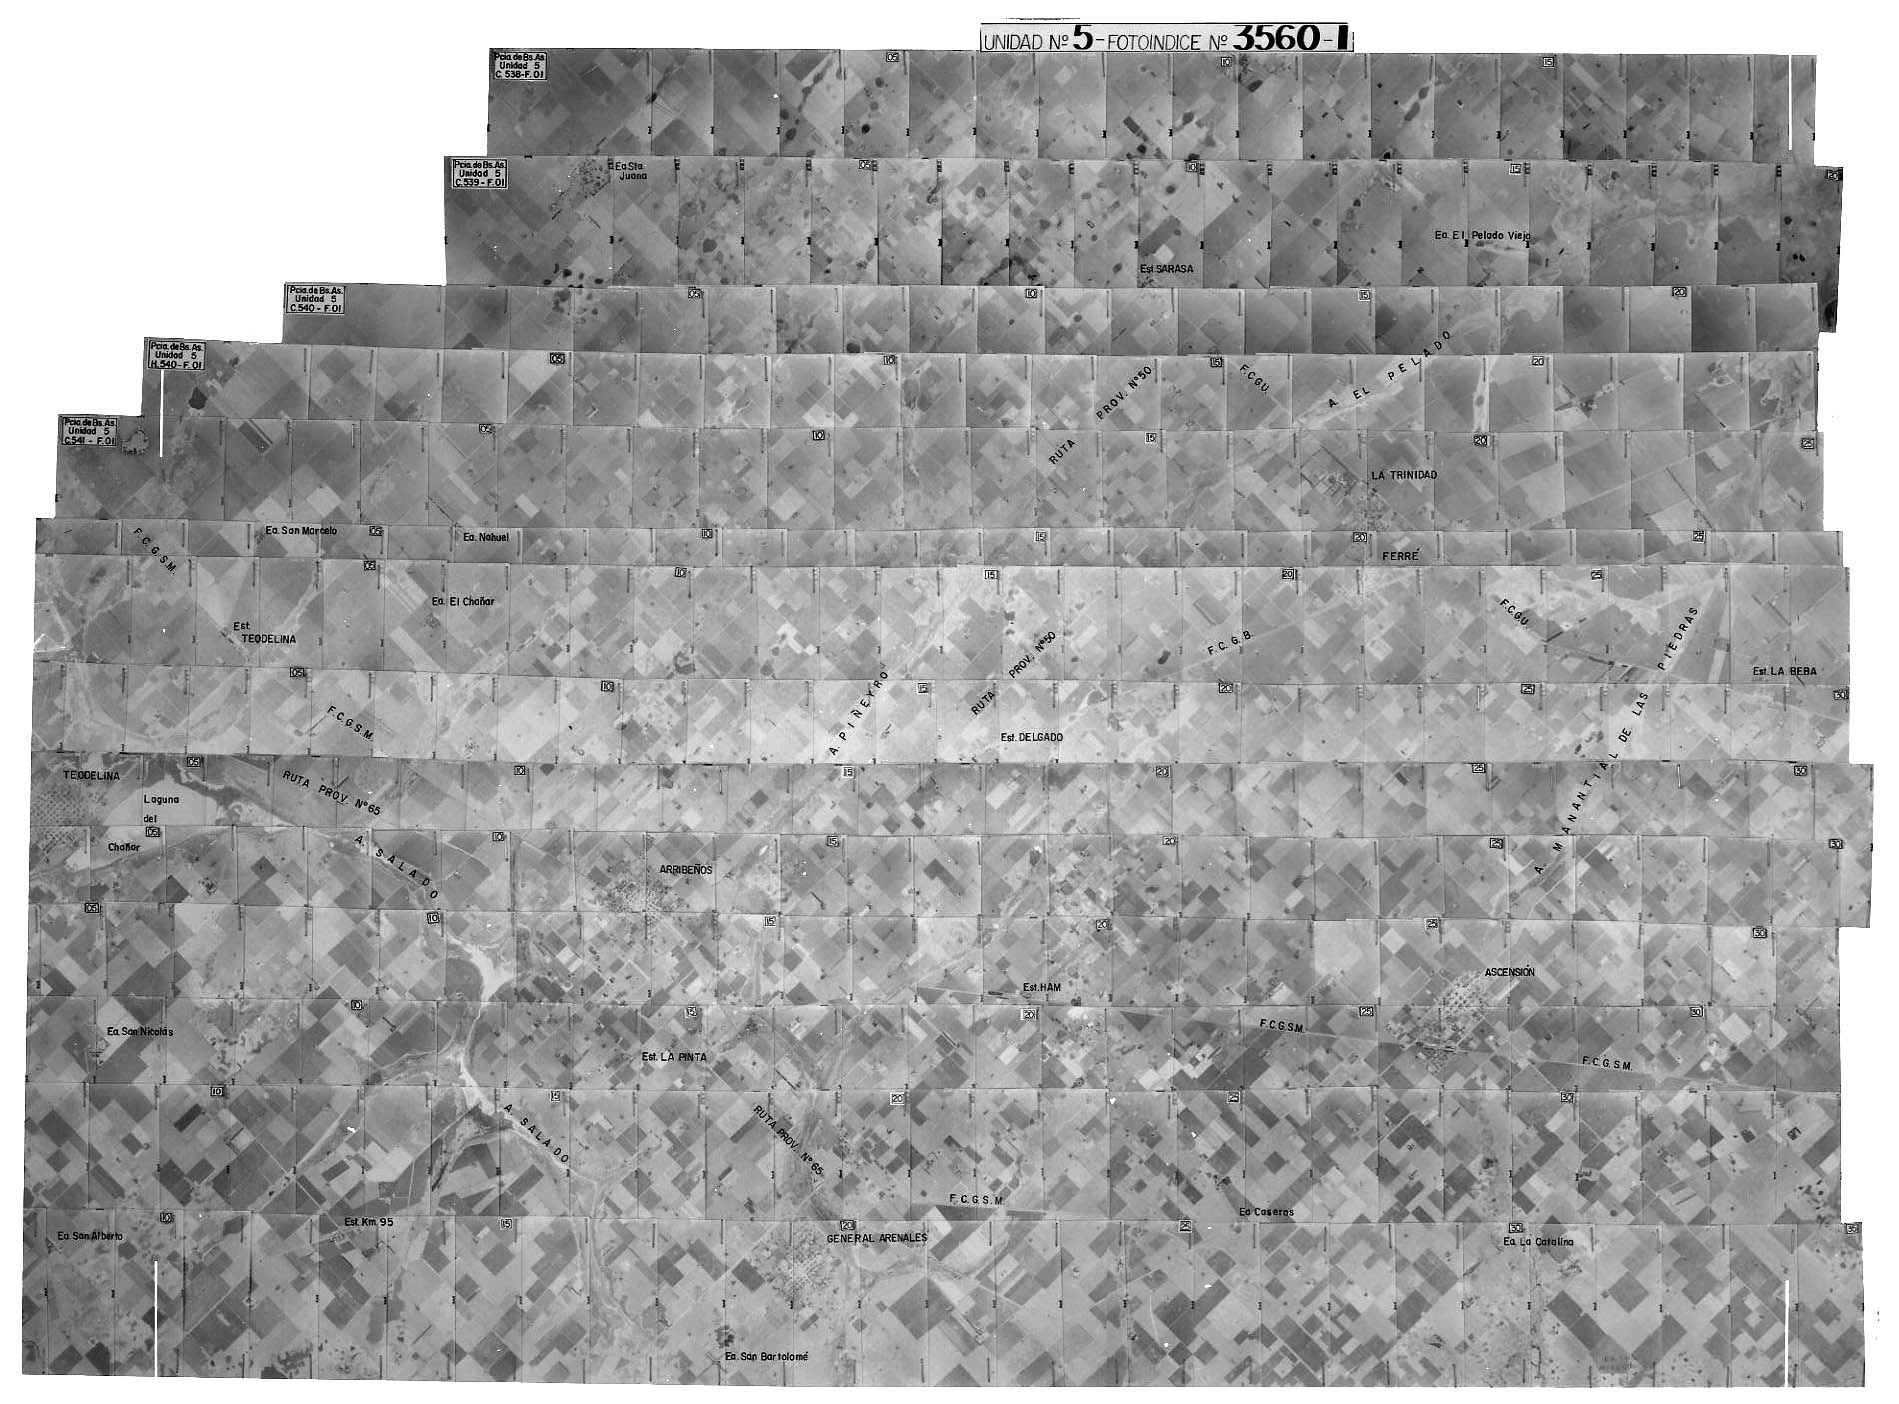 UNIDAD Nº 5 - FOTOINDICE Nº 3560-1
Pcia. de Bs. As.
Unidad 5
C. 538-F. 01
05
10
15
Pcia. de Bs. As.
Unidad 5
C. 539-F. 01
Ea Sta.
Juana
05
10
15
20
Ea. El Pelado Viejo
Est. SARASA
Pcia. de Bs. As.
Unidad 5
C. 540 - F. 01
05
10
15
20
Pcia. de Bs. As.
Unidad 5
H. 540-F. 01
05
10
15
20
RUTA PROV. Nº 50
F.C.G.U.
A. EL PELADO
Pcia. de Bs. As.
Unidad 5
C. 541 - F. 01
05
10
15
20
25
LA TRINIDAD
F.C.G.S.M.
Ea. San Marcelo
05
Ea. Nahuel
10
15
20
25
FERRÉ
05
10
15
20
25
Ea. El Chañar
Est.
TEODELINA
F.C.G.B.
F.C.G.U.
RUTA PROV. Nº 50
A. PIÑEYRO
A. MANANTIAL DE LAS PIEDRAS
Est. LA BEBA
05
10
15
20
25
30
F.C.G.S.M.
Est. DELGADO
TEODELINA
05
10
15
20
25
30
RUTA PROV. Nº 65
Laguna
del
Chañar
05
10
15
20
25
30
A. SALADO
ARRIBEÑOS
05
10
15
20
25
30
ASCENSIÓN
Est. HAM
10
15
20
25
30
Ea. San Nicolás
Est. LA PINTA
F.C.G.S.M.
F.C.G.S.M.
10
15
20
25
30
A. SALADO
RUTA PROV. Nº 65
F.C.G.S.M.
Ea Caseros
Est. Km. 95
10
15
20
25
30
35
Ea. San Alberto
GENERAL ARENALES
Ea. La Catalina
Ea. San Bartolomé